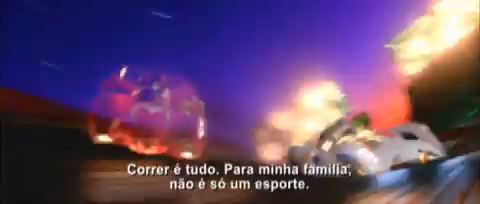 Correr é tudo. Para minha família,
não é só um esporte.